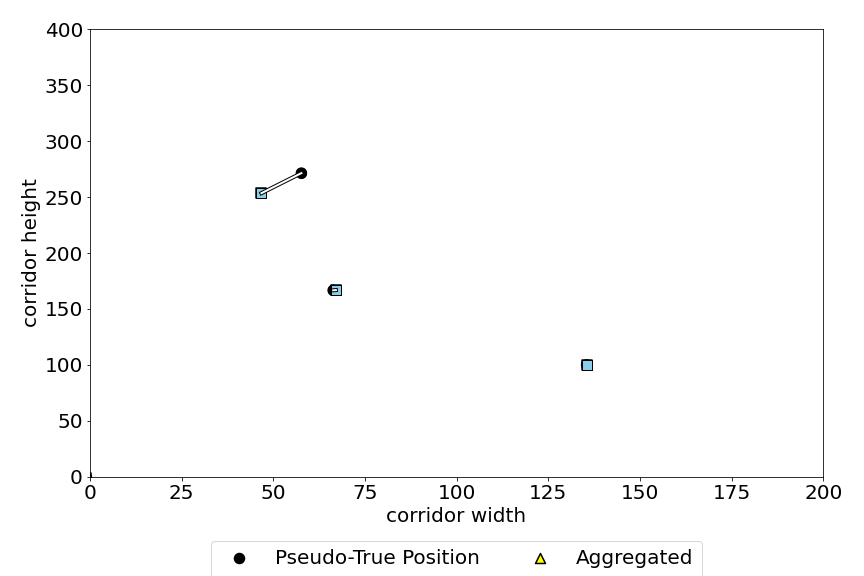 400
350
300
250
200
150
100
50
0
corridor height
0 25 50 75 100 125 150 175 200
corridor width
Pseudo-True Position Aggregated